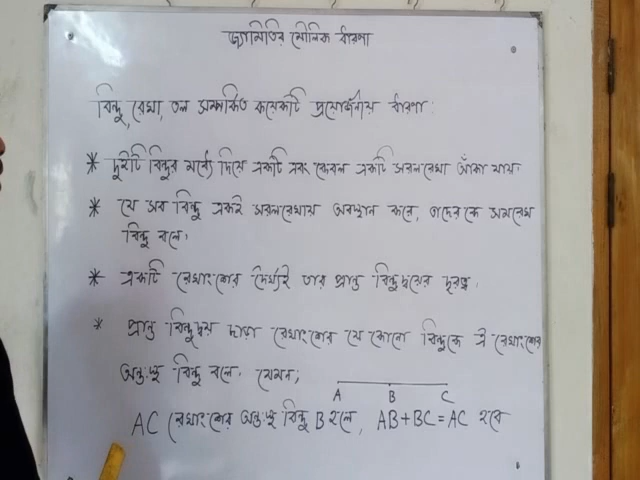 জ্যামিতির মৌলিক ধারণা
বিন্দু, রেখা, তল সম্পর্কিত কয়েকটি প্রয়োজনীয় ধারণা :
* দুইটি বিন্দুর মধ্যে দিয়ে একটি এবং কেবল একটি সরলরেখা আঁকা যায়।
* যে সব বিন্দু একই সরলরেখায় অবস্থান করে, তাদেরকে সমরেখ
বিন্দু বলে।
* একটি রেখাংশের দৈর্ঘ্যই তার প্রান্ত বিন্দুদ্বয়ের দূরত্ব।
* প্রান্ত বিন্দুদ্বয় ছাড়া রেখাংশের যে কোনো বিন্দুকে ঐ রেখাংশের
অন্তঃস্থ বিন্দু বলে। যেমন;
A B C
AC রেখাংশের অন্তঃস্থ বিন্দু B হলে, AB+BC=AC হবে